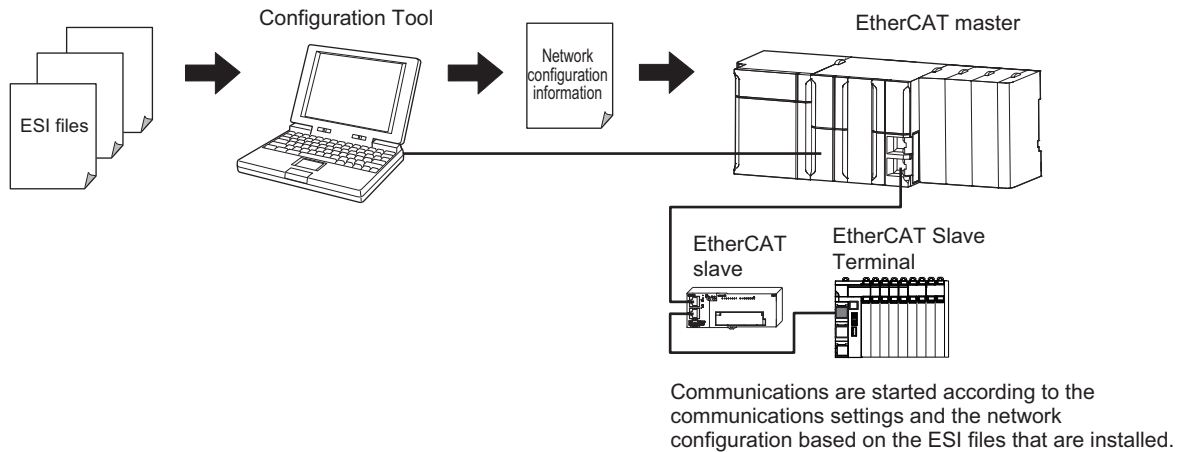 Configuration Tool
EtherCAT master
ESI files
Network
configuration
information
EtherCAT
slave
EtherCAT Slave
Terminal
Communications are started according to the
communications settings and the network
configuration based on the ESI files that are installed.